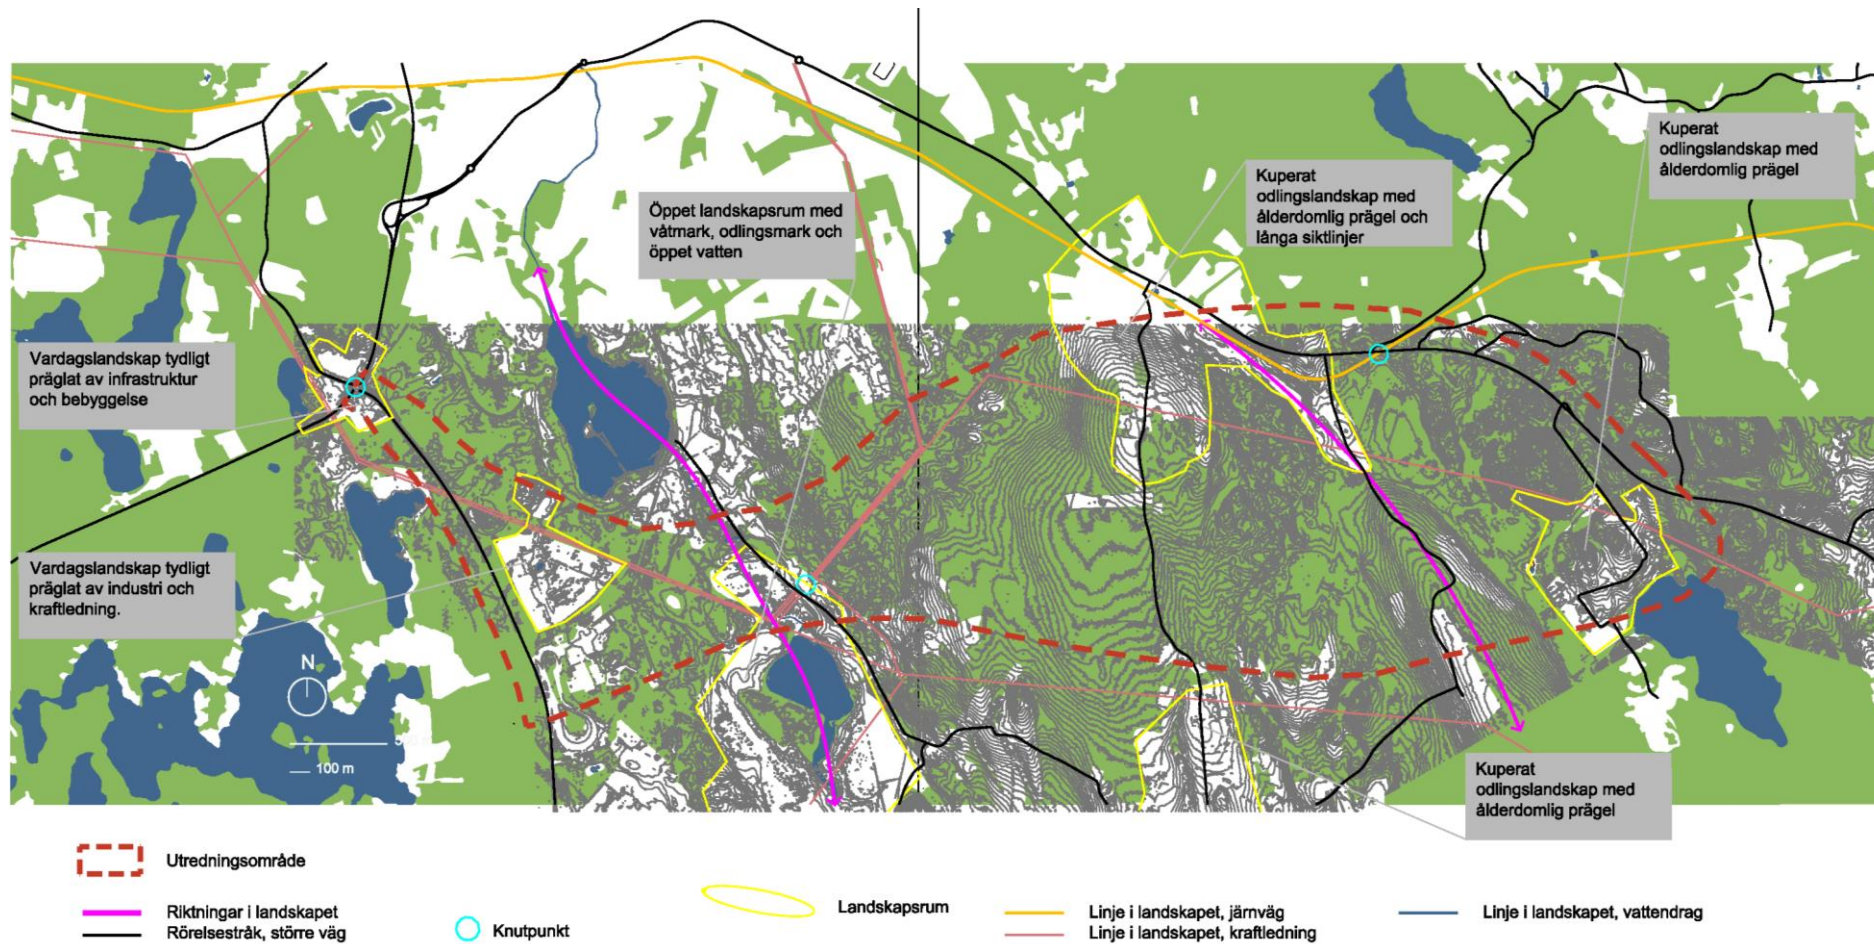 Kuperat
odlingslandskap med
ålderdomlig prägel
Kuperat
odlingslandskap med
ålderdomlig prägel och
långa siktlinjer
Öppet landskapsrum med
våtmark, odlingsmark och
öppet vatten
Vardagslandskap tydligt
präglat av infrastruktur
och bebyggelse
Vardagslandskap tydligt
präglat av industri och
kraftledning.
N
100 m
Kuperat
odlingslandskap med
ålderdomlig prägel
Utredningsområde
Riktningar i landskapet
Rörelsestråk, större väg
Knutpunkt
Landskapsrum
Linje i landskapet, järnväg
Linje i landskapet, kraftledning
Linje i landskapet, vattendrag